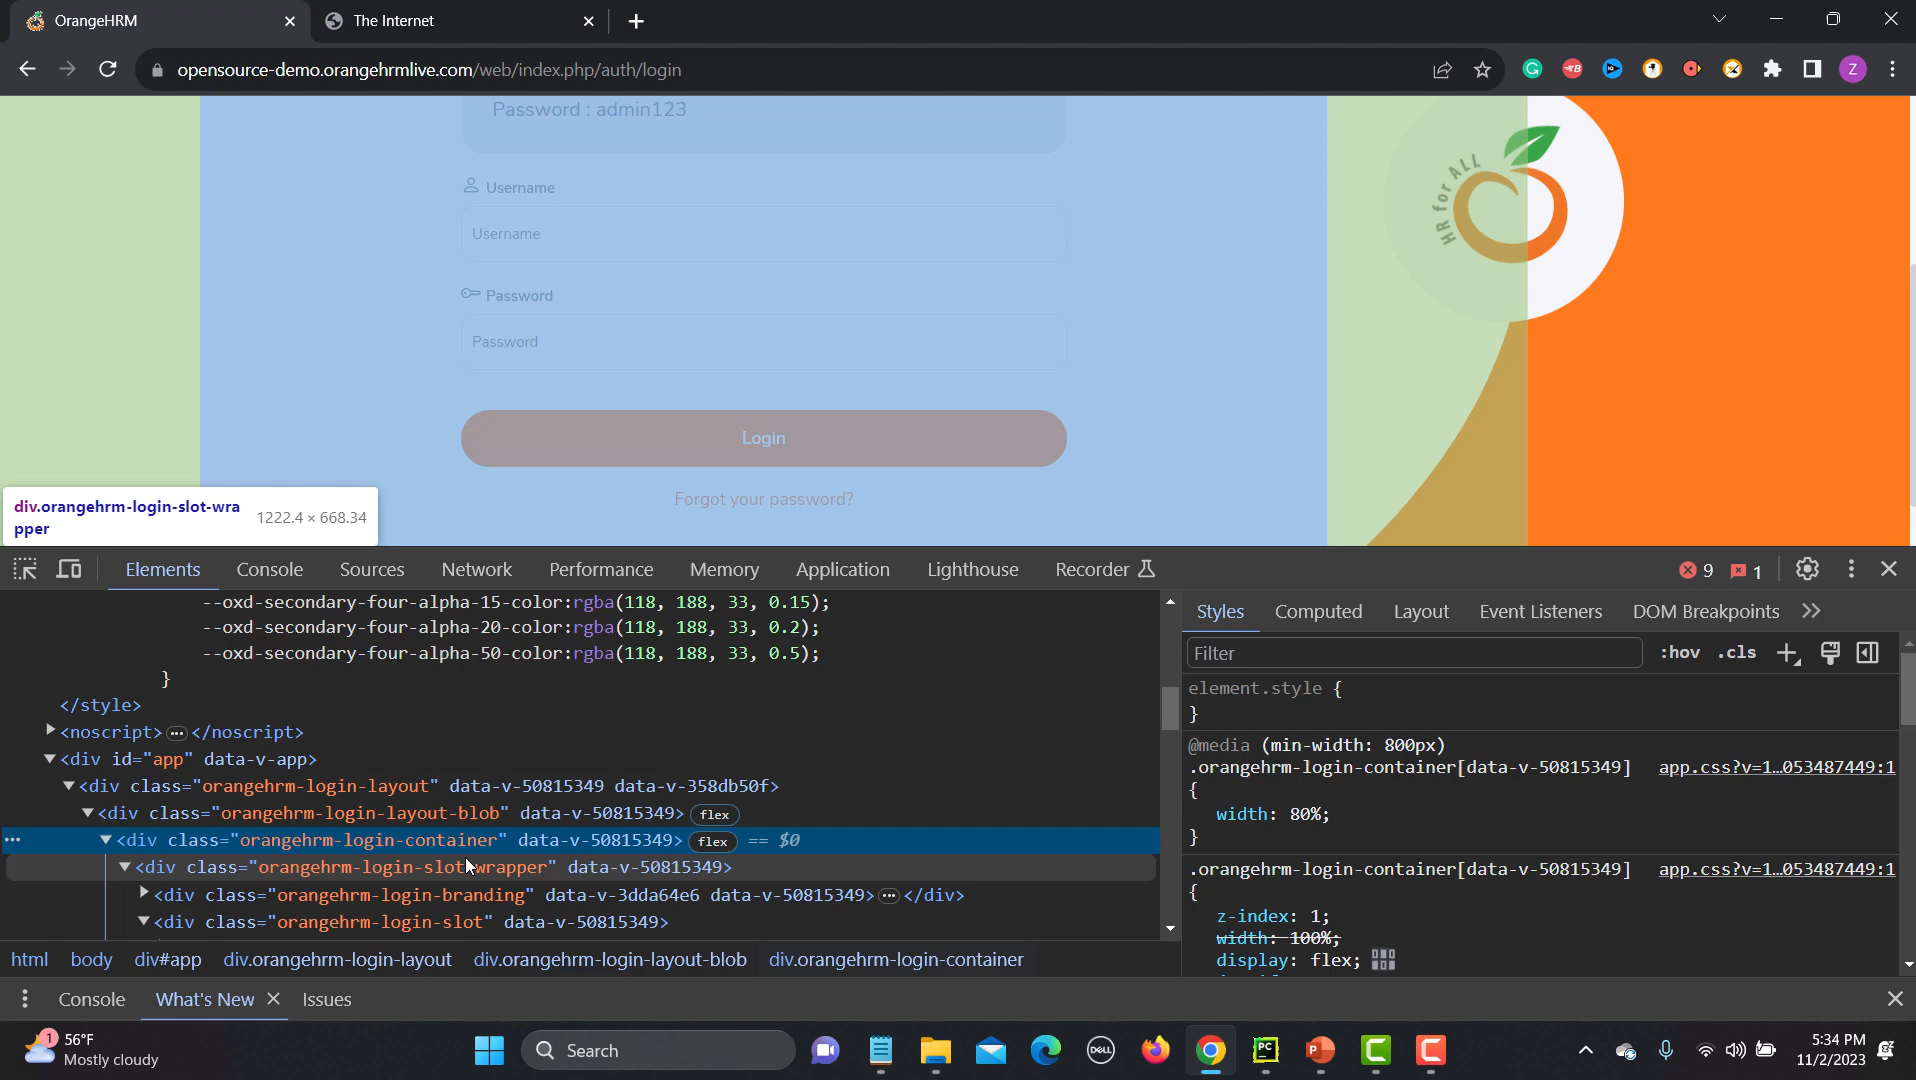 OrangeHRM
The Internet
opensource-demo.orangehrmlive.com/web/index.php/auth/login
Z
Password : admin123
HR for ALL
Username
Username
Password
Password
Login
Forgot your password?
div.orangehrm-login-slot-wra
pper
1222.4 × 668.34
Elements
Console
Sources
Network
Performance
Memory
Application
Lighthouse
Recorder
9
1
--oxd-secondary-four-alpha-15-color:rgba(118, 188, 33, 0.15);
--oxd-secondary-four-alpha-20-color:rgba(118, 188, 33, 0.2);
--oxd-secondary-four-alpha-50-color:rgba(118, 188, 33, 0.5);
}
</style>
<noscript> ••• </noscript>
<div id="app" data-v-app>
<div class="orangehrm-login-layout" data-v-50815349 data-v-358db50f>
<div class="orangehrm-login-layout-blob" data-v-50815349> flex
<div class="orangehrm-login-container" data-v-50815349> flex == $0
<div class="orangehrm-login-slot-wrapper" data-v-50815349>
<div class="orangehrm-login-branding" data-v-3dda64e6 data-v-50815349> ••• </div>
<div class="orangehrm-login-slot" data-v-50815349>
html
body
div#app
div.orangehrm-login-layout
div.orangehrm-login-layout-blob
div.orangehrm-login-container
Styles
Computed
Layout
Event Listeners
DOM Breakpoints
Filter
:hov
.cls
element.style {
}
@media (min-width: 800px)
.orangehrm-login-container[data-v-50815349]
app.css?v=1…053487449:1
{
width: 80%;
}
.orangehrm-login-container[data-v-50815349]
app.css?v=1…053487449:1
{
z-index: 1;
width: 100%;
display: flex;
Console
What's New
Issues
1
56°F
Mostly cloudy
Search
DELL
PC
P
C
C
5:34 PM
11/2/2023